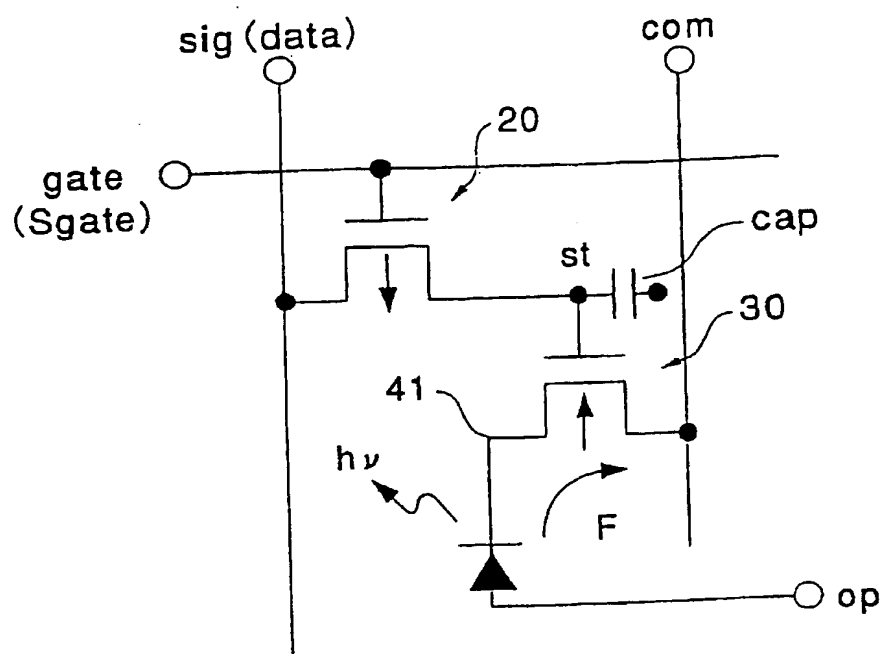 sig (data)
com
20
gate
(Sgate)
cap
st
30
41
hν
F
op